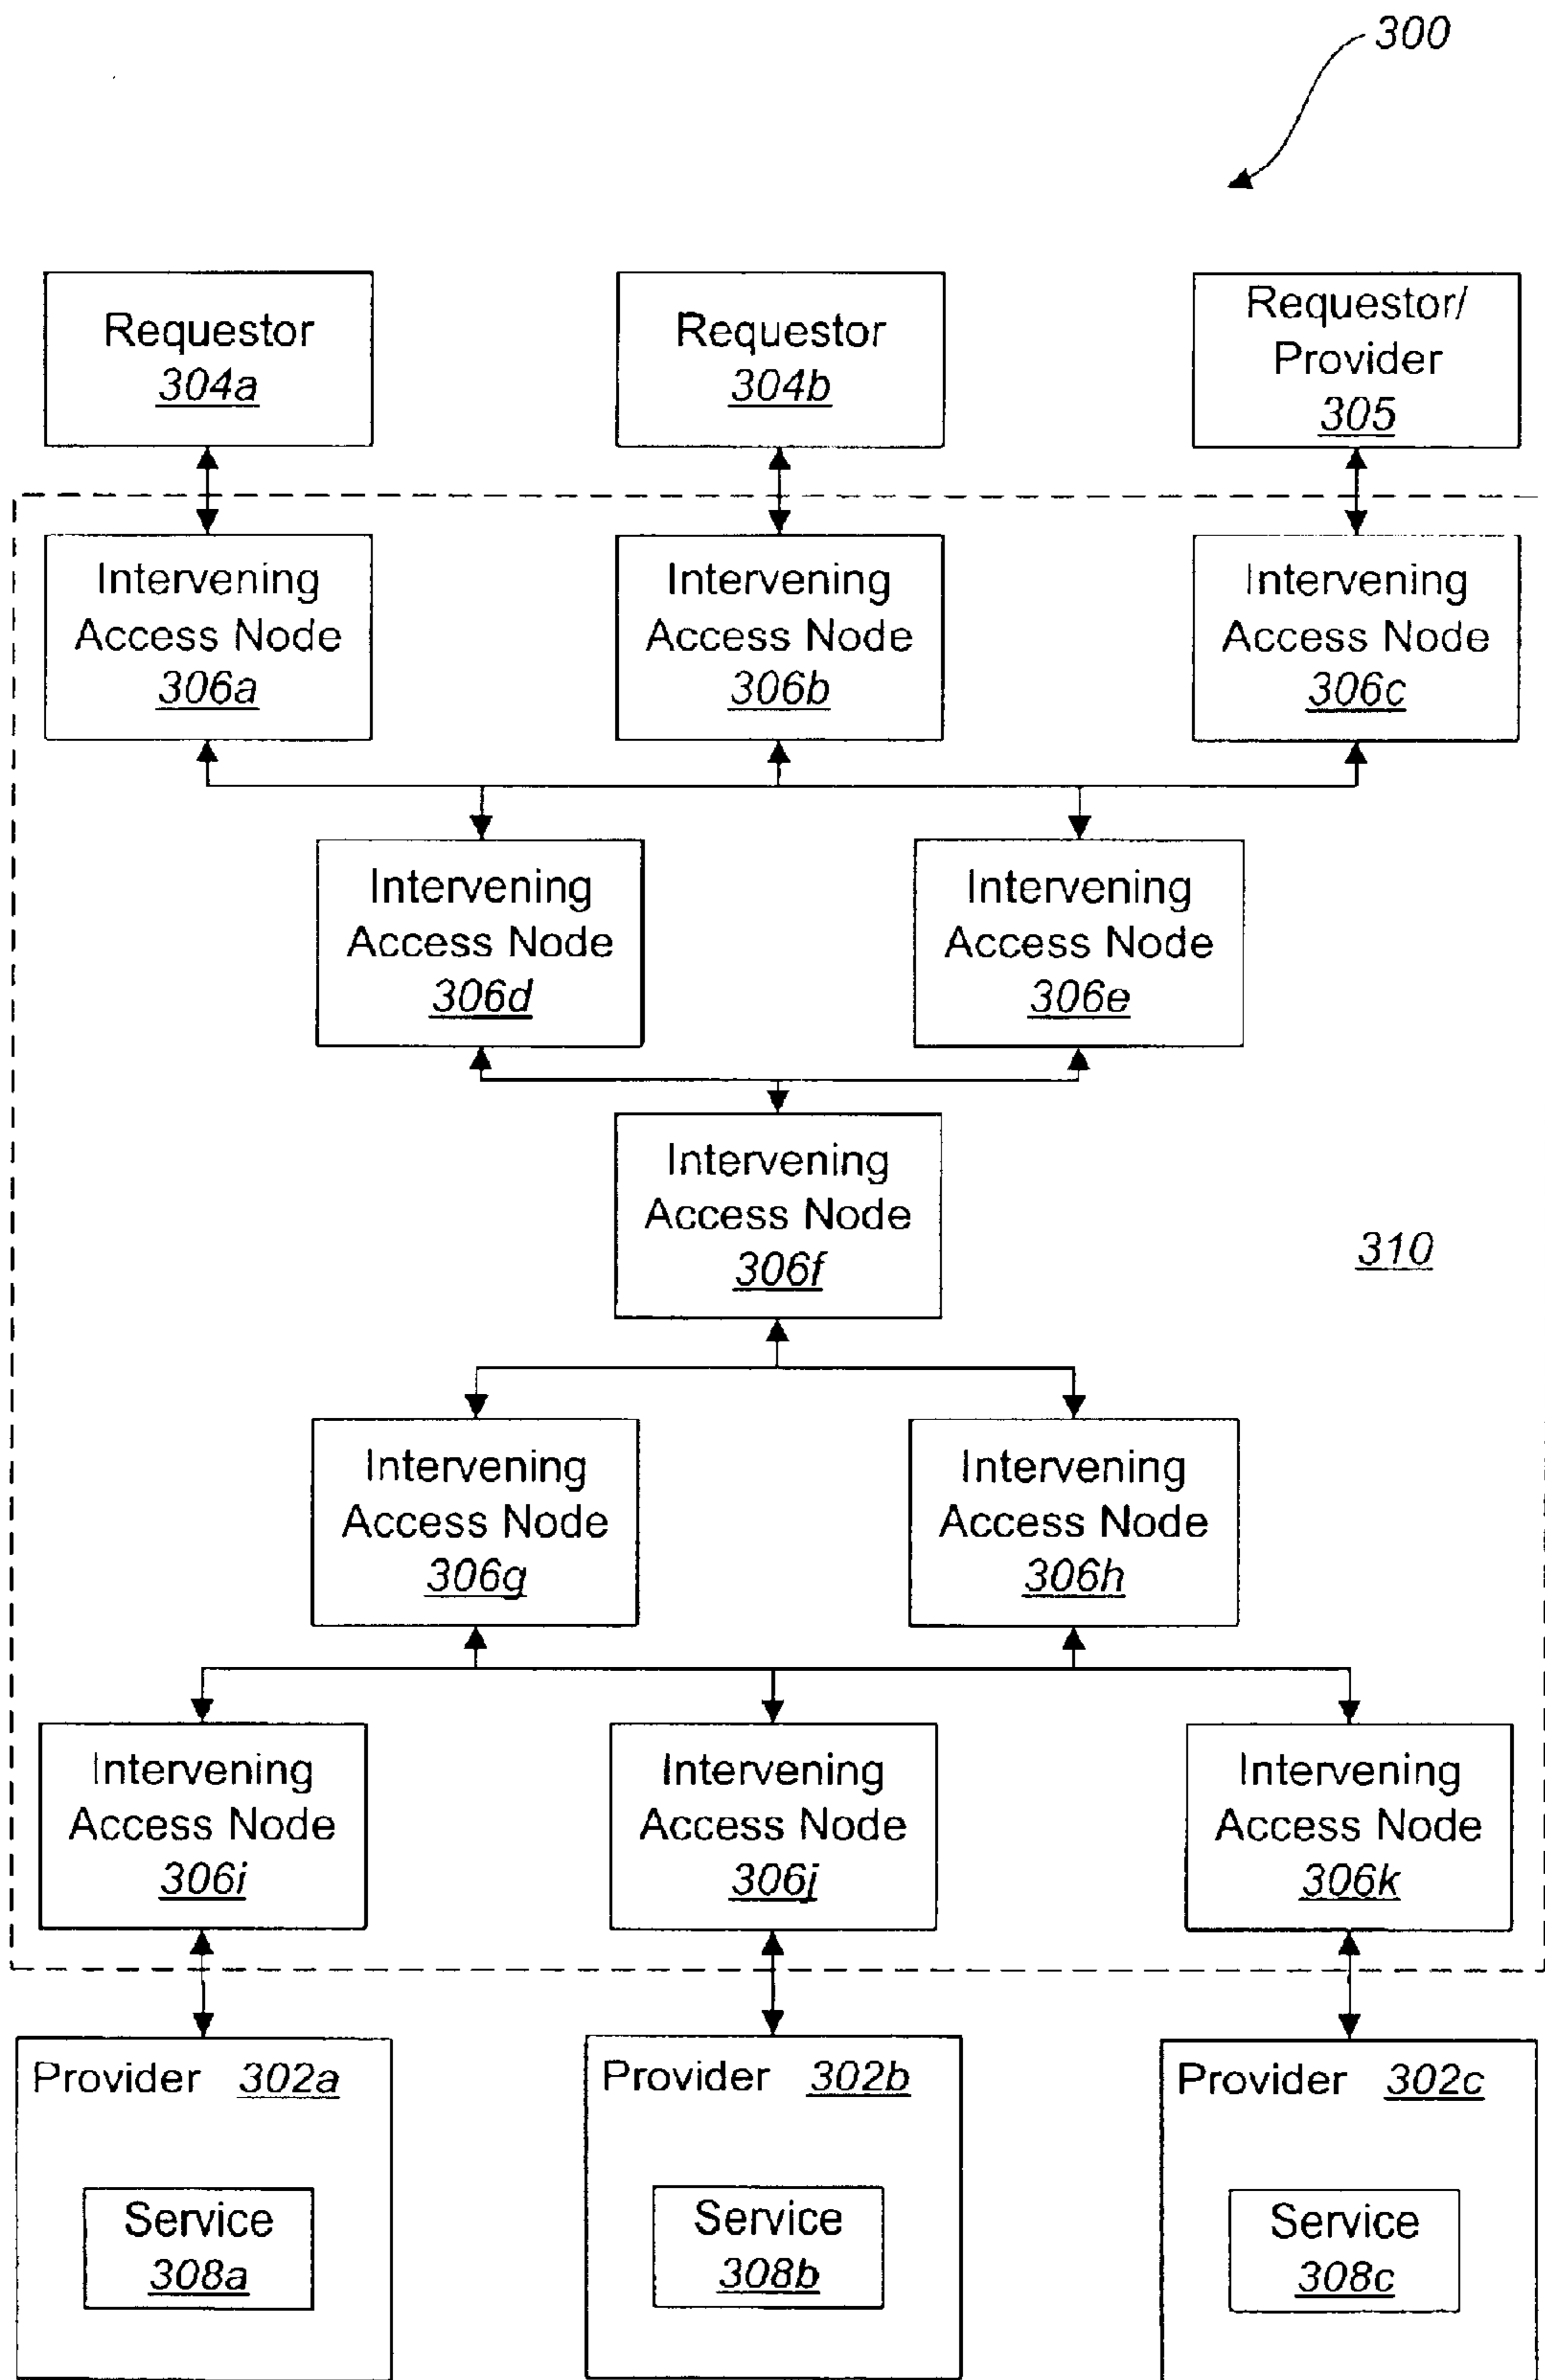 300
Requestor
304a
Requestor
304b
Requestor/
Provider
305
Intervening
Access Node
306a
Intervening
Access Node
306b
Intervening
Access Node
306c
Intervening
Access Node
306d
Intervening
Access Node
306e
Intervening
Access Node
306f
310
Intervening
Access Node
306g
Intervening
Access Node
306h
Intervening
Access Node
306i
Intervening
Access Node
306j
Intervening
Access Node
306k
Provider 302a
Service
308a
Provider 302b
Service
308b
Provider 302c
Service
308c